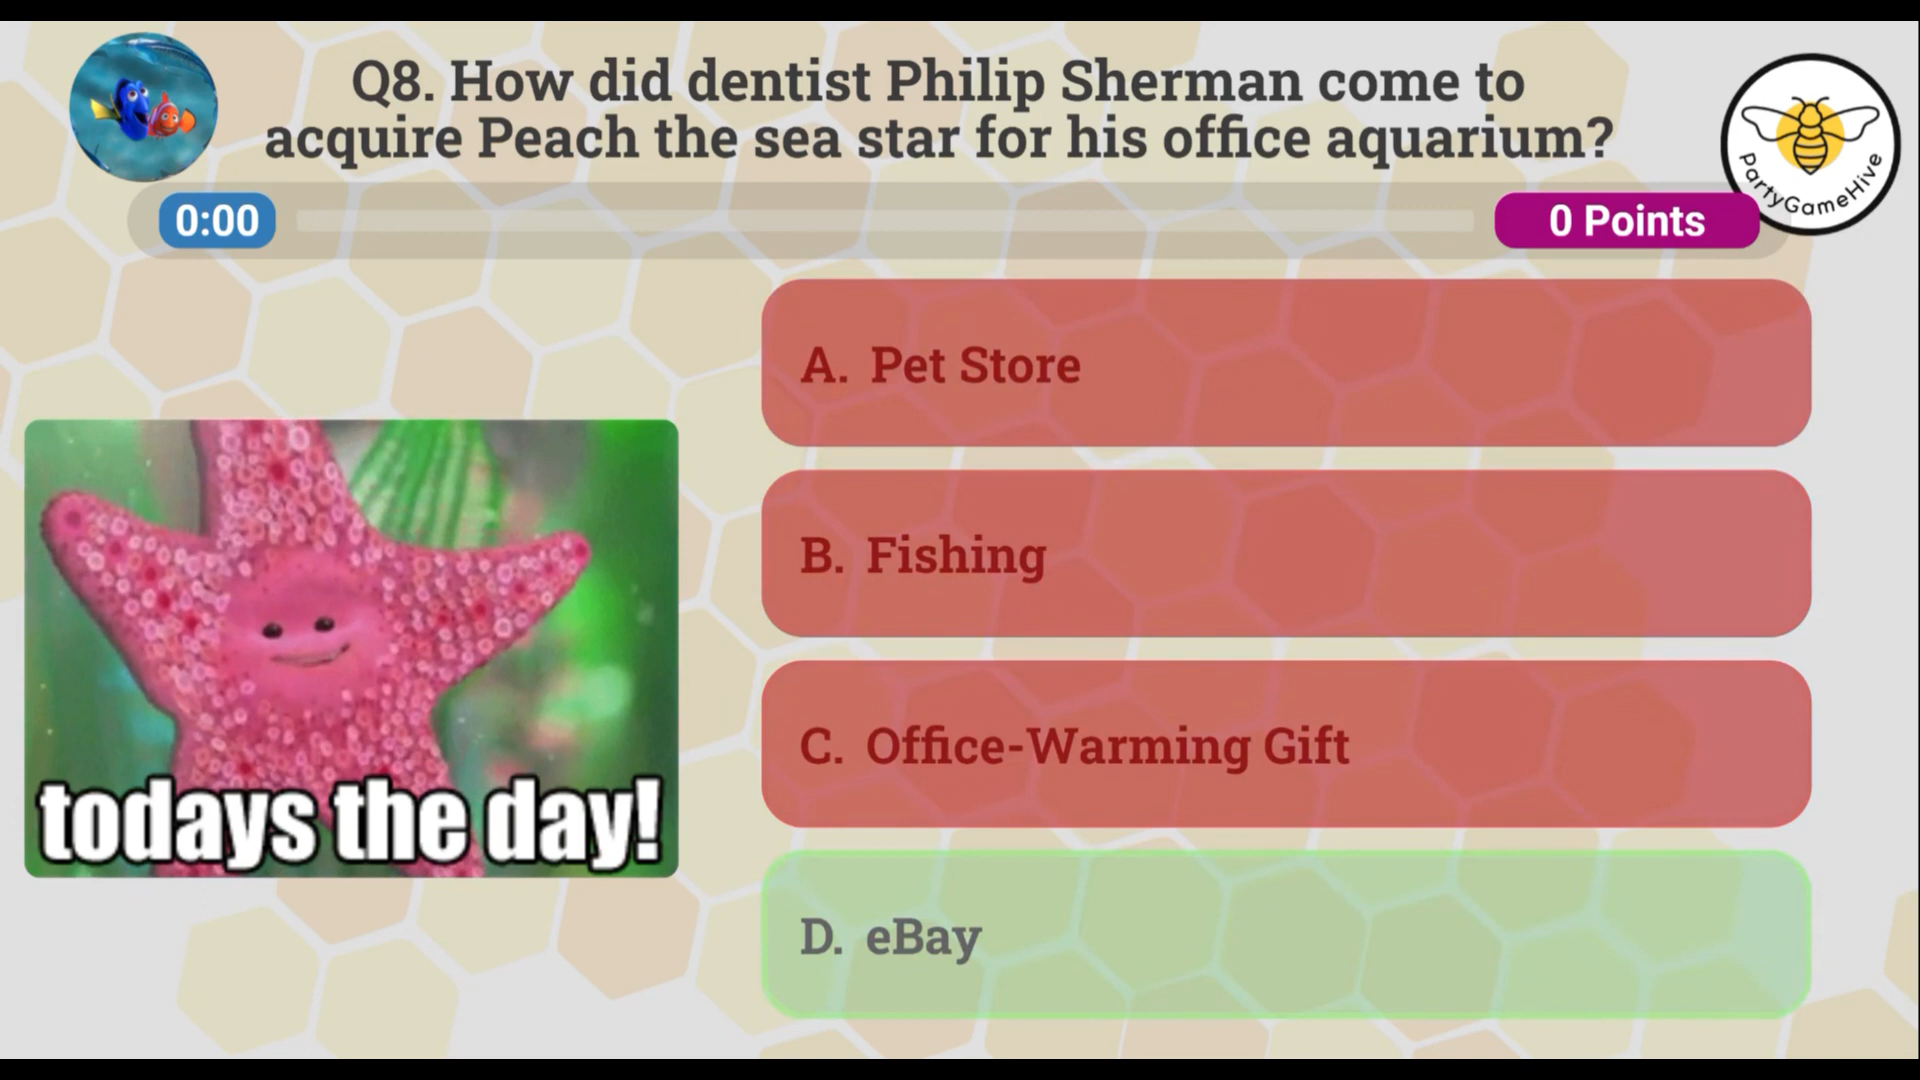 Q8. How did dentist Philip Sherman come to
acquire Peach the sea star for his office aquarium?
PartyGameHive
0:00
0 Points
A. Pet Store
B. Fishing
C. Office-Warming Gift
D. eBay
todays the day!